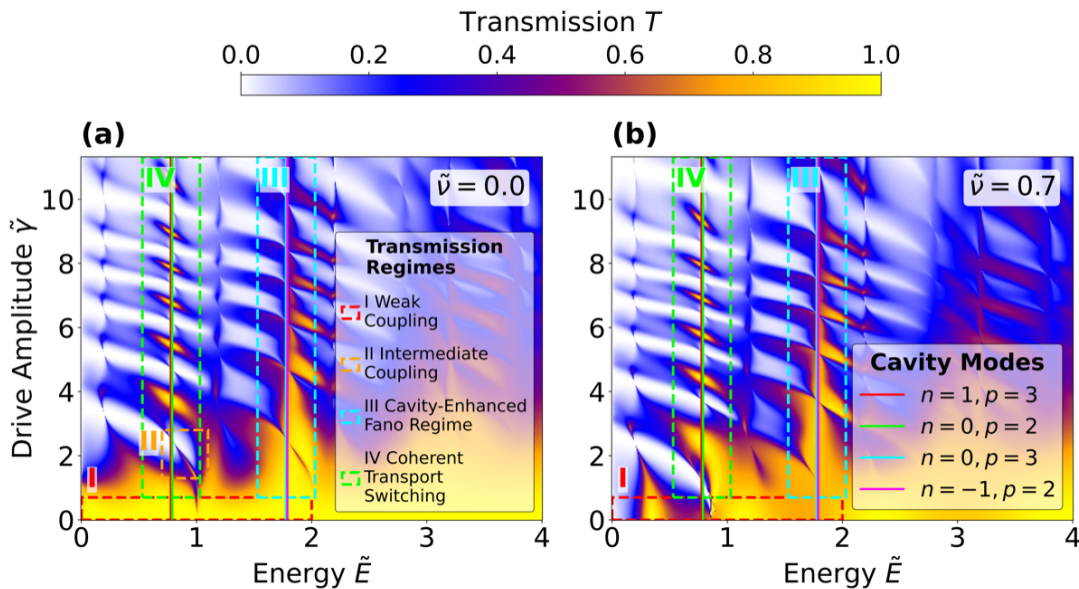 Transmission T
0.0 0.2 0.4 0.6 0.8 1.0
(a)
(b)
Drive Amplitude γ̃
10
8
6
4
2
0
IV
III
ν̃ = 0.0
Transmission
Regimes
I Weak
Coupling
II Intermediate
Coupling
III Cavity-Enhanced
Fano Regime
IV Coherent
Transport
Switching
II
I
0 1 2 3 4
Energy Ẽ
10
8
6
4
2
0
IV
III
ν̃ = 0.7
Cavity Modes
n = 1, p = 3
n = 0, p = 2
n = 0, p = 3
n = −1, p = 2
I
0 1 2 3 4
Energy Ẽ